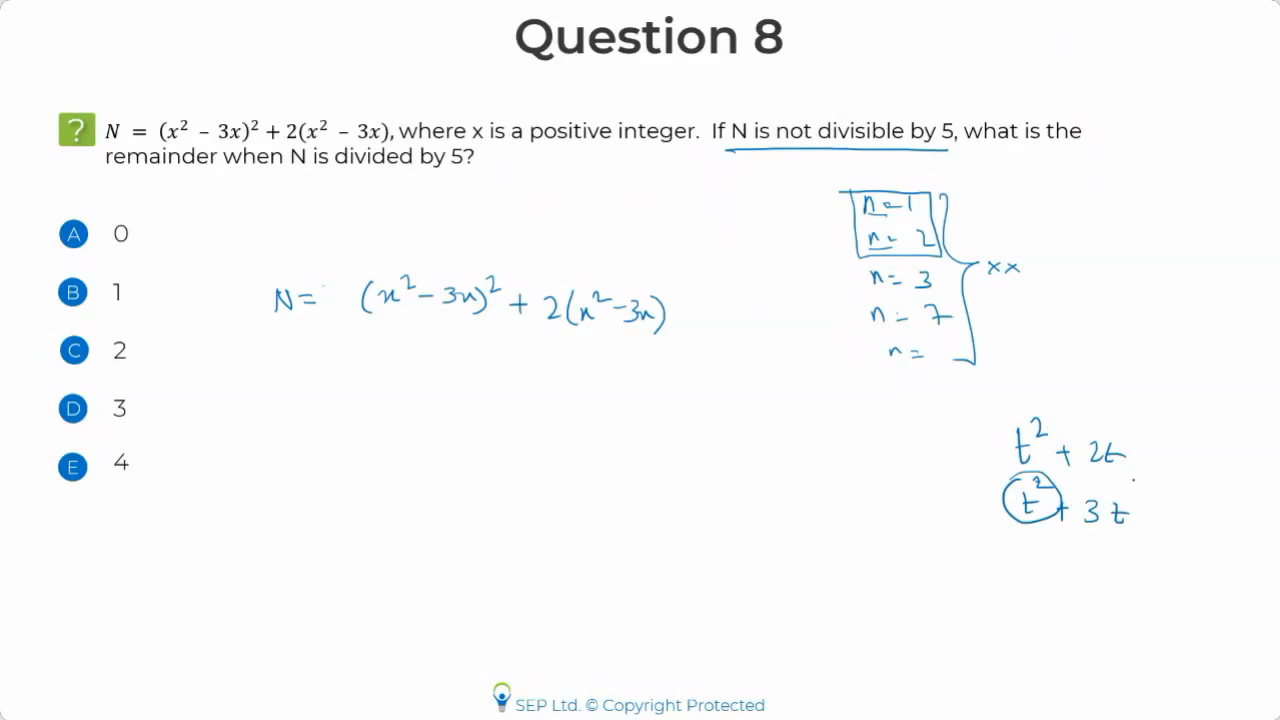 Question 8
? N = (x² – 3x)² + 2(x² – 3x), where x is a positive integer. If N is not divisible by 5, what is the
remainder when N is divided by 5?
A 0
B 1
C 2
D 3
E 4
N = (x² – 3x)² + 2(x² – 3x)
n = 1
n = 2
n = 3
n = 7
n =
xx
t² + 2t
t² + 3t
SEP Ltd. © Copyright Protected